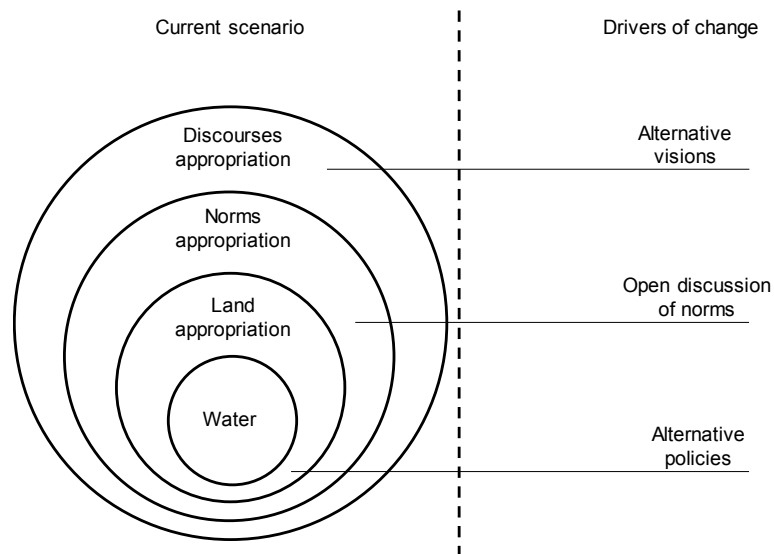 Current scenario
Drivers of change
Discourses
appropriation
Alternative
visions
Norms
appropriation
Open discussion
of norms
Land
appropriation
Water
Alternative
policies